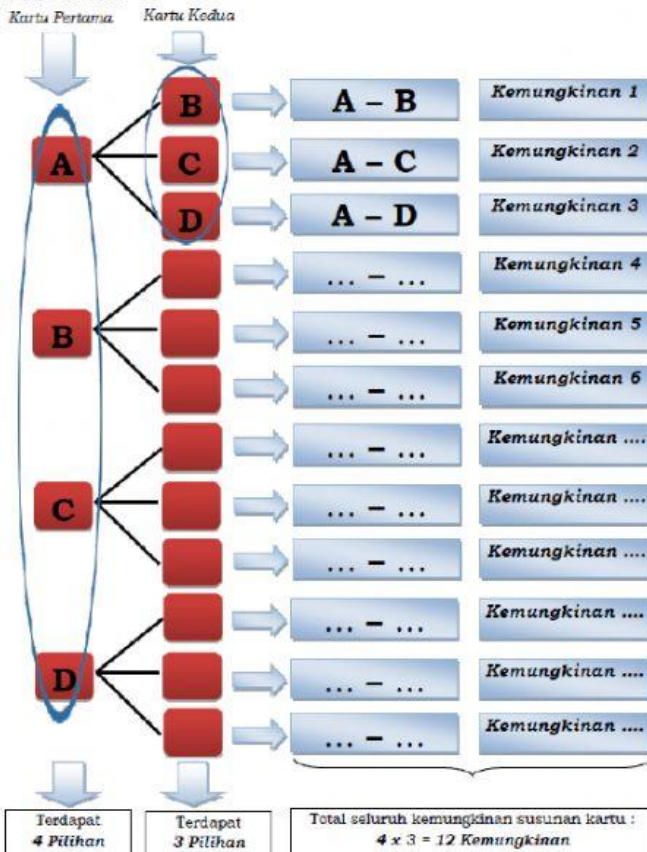 Kartu Pertama Kartu Kedua
B A – B Kemungkinan 1
A C A – C Kemungkinan 2
D A – D Kemungkinan 3
... – ... Kemungkinan 4
B ... – ... Kemungkinan 5
... – ... Kemungkinan 6
... – ... Kemungkinan ....
C ... – ... Kemungkinan ....
... – ... Kemungkinan ....
... – ... Kemungkinan ....
D ... – ... Kemungkinan ....
... – ... Kemungkinan ....
Terdapat
4 Pilihan
Terdapat
3 Pilihan
Total seluruh kemungkinan susunan kartu :
4 x 3 = 12 Kemungkinan